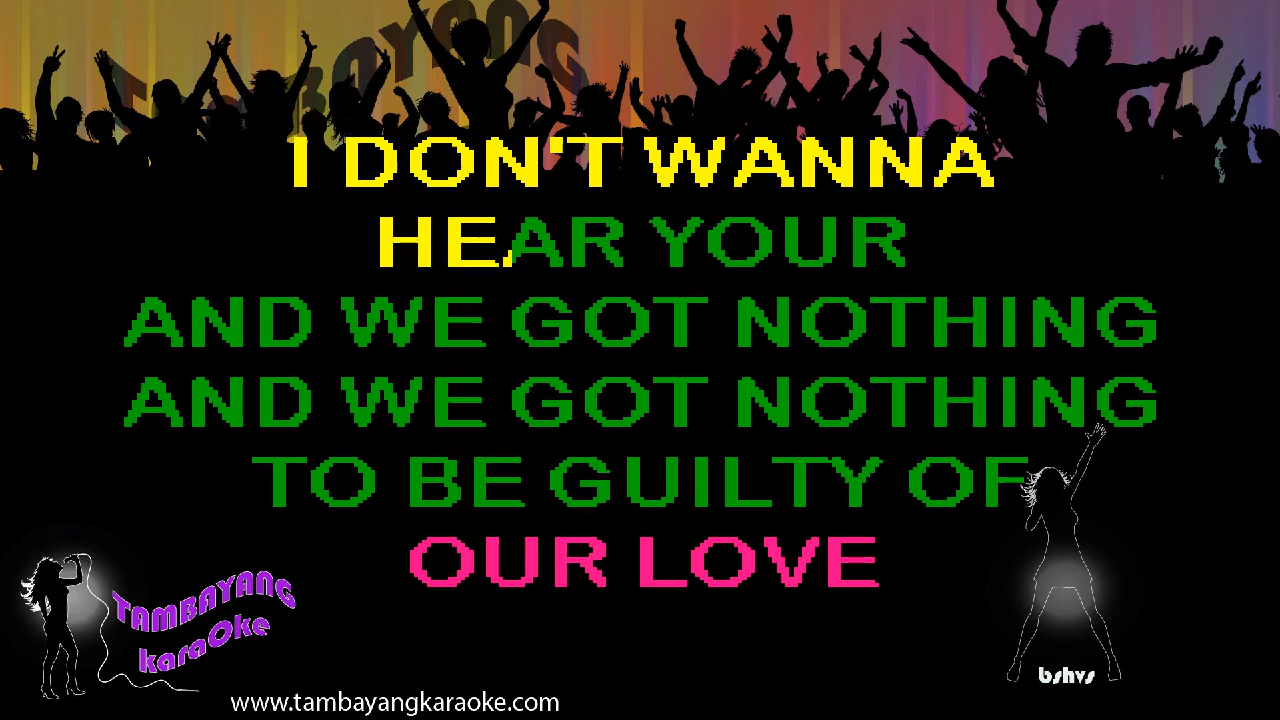 TAMBAYANG
I DON'T WANNA
HEAR YOUR
AND WE GOT NOTHING
AND WE GOT NOTHING
TO BE GUILTY OF
OUR LOVE
TAMBAYANG
karaOke
bshvs
www.tambayangkaraoke.com